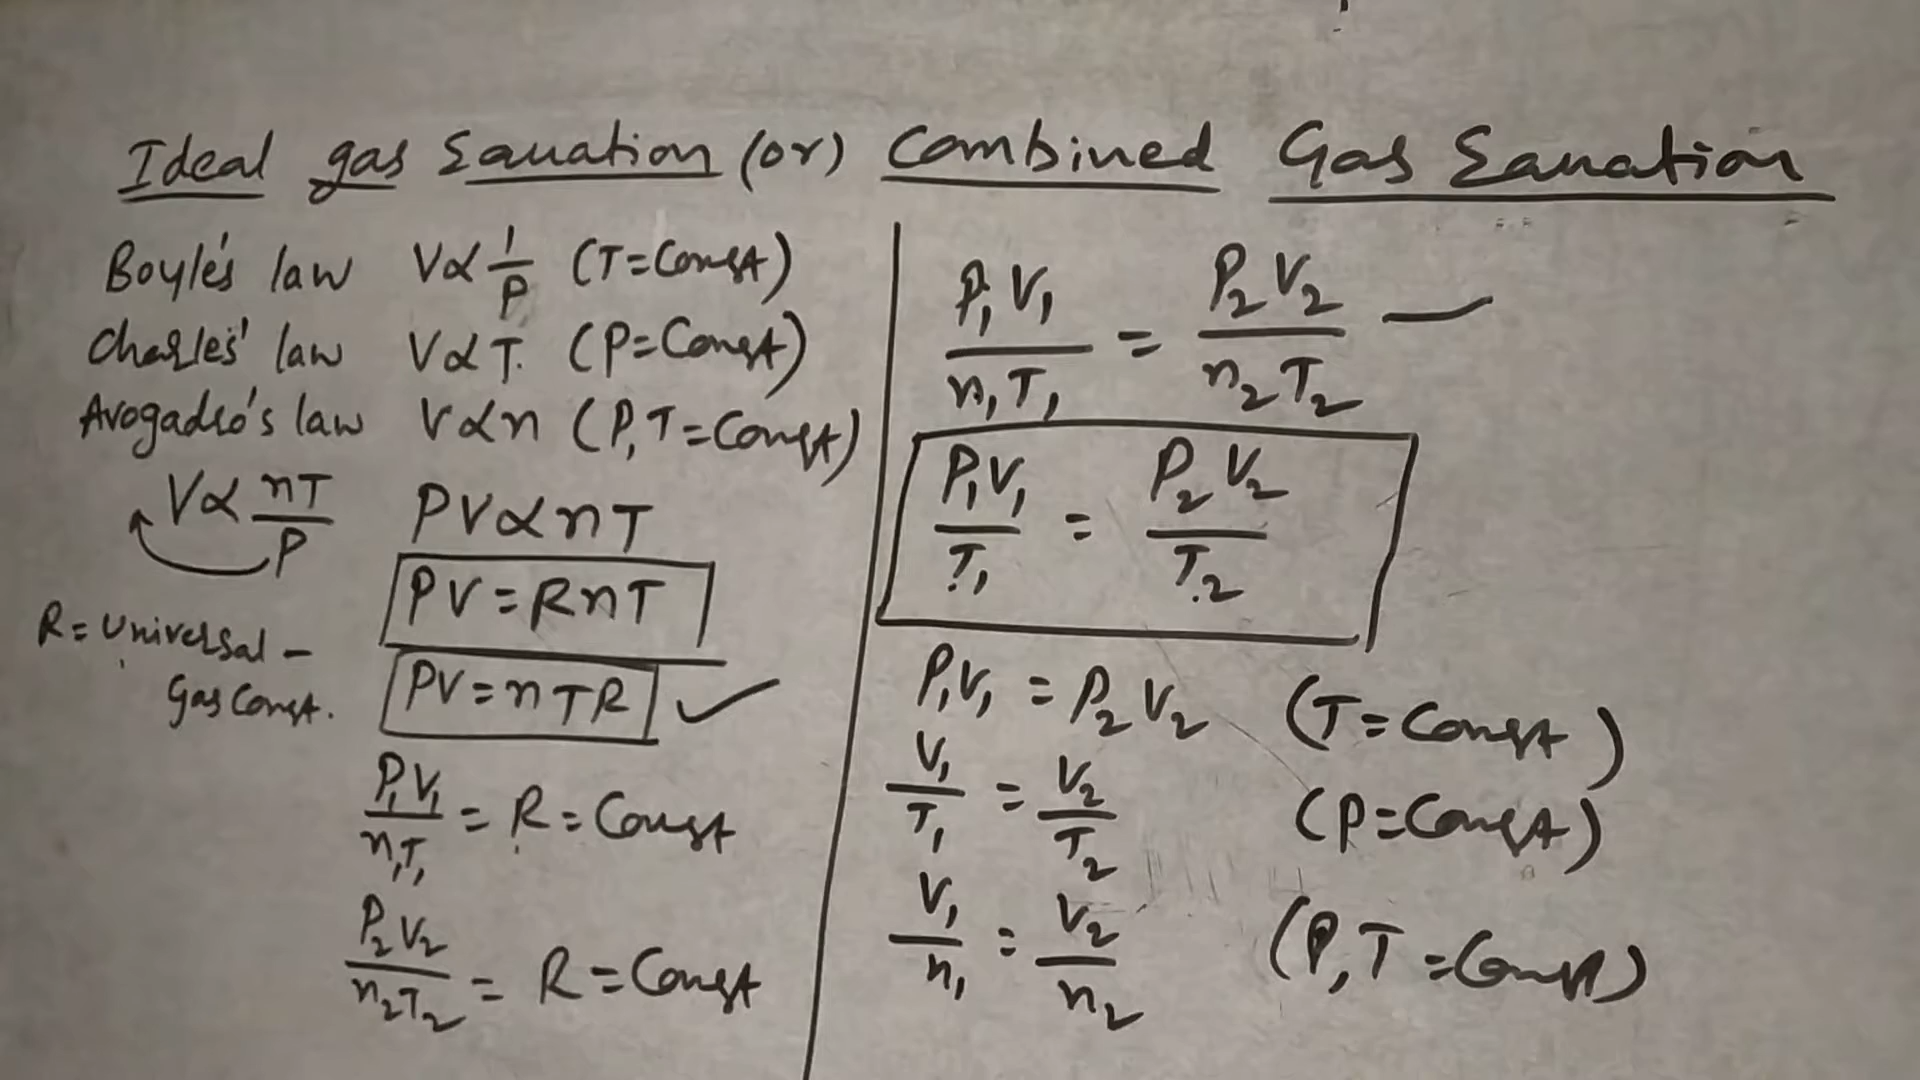 Ideal gas Equation (or) Combined Gas Equation
Boyle's law V∝1/P (T=Const)
Charles' law V∝T. (P=Const)
Avogadro's law V∝n (P,T=Const)
V∝nT/P PV∝nT
PV=RnT
R=Universal-
Gas Const.
PV=nTR ✓
P₁V₁/n₁T₁ = R = Const
P₂V₂/n₂T₂ = R = Const
P₁V₁/n₁T₁ = P₂V₂/n₂T₂ —
P₁V₁/T₁ = P₂V₂/T₂
P₁V₁ = P₂V₂ (T=Const)
V₁/T₁ = V₂/T₂ (P=Const)
V₁/n₁ = V₂/n₂ (P,T=Const)